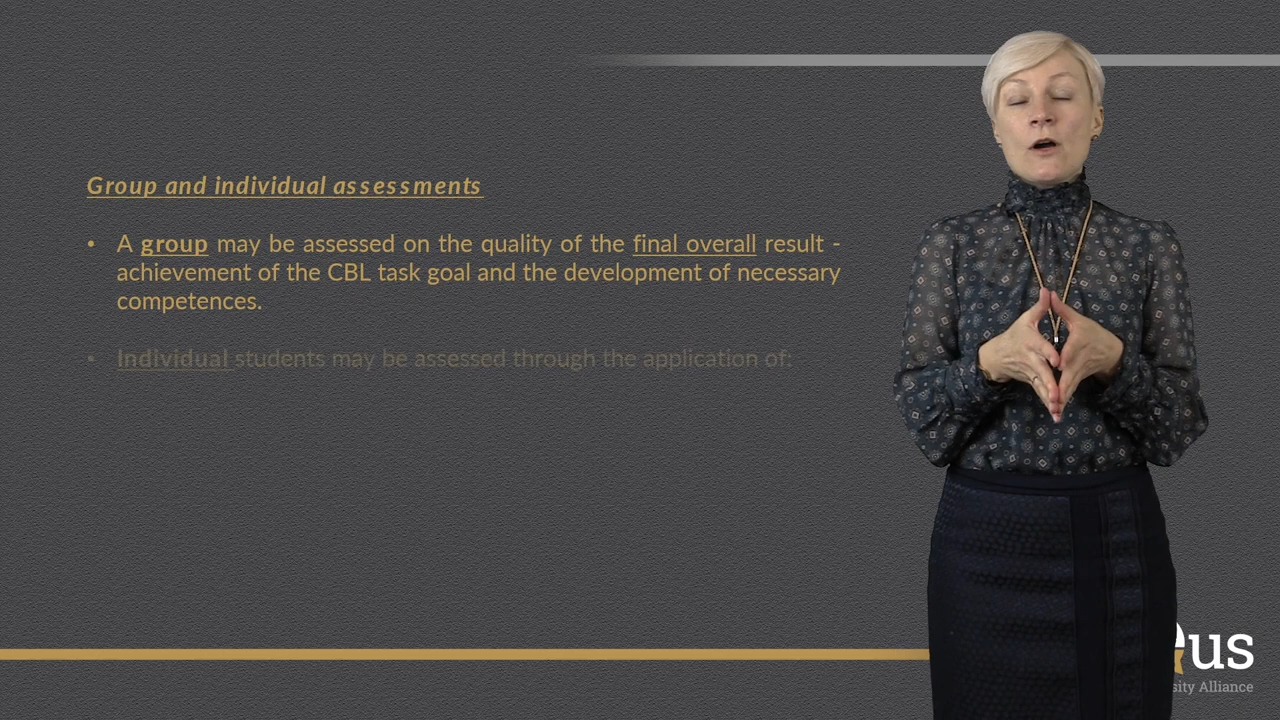 Group and individual assessments
• A group may be assessed on the quality of the final overall result -
achievement of the CBL task goal and the development of necessary
competences.
• Individual students may be assessed through the application of:
us
sity Alliance